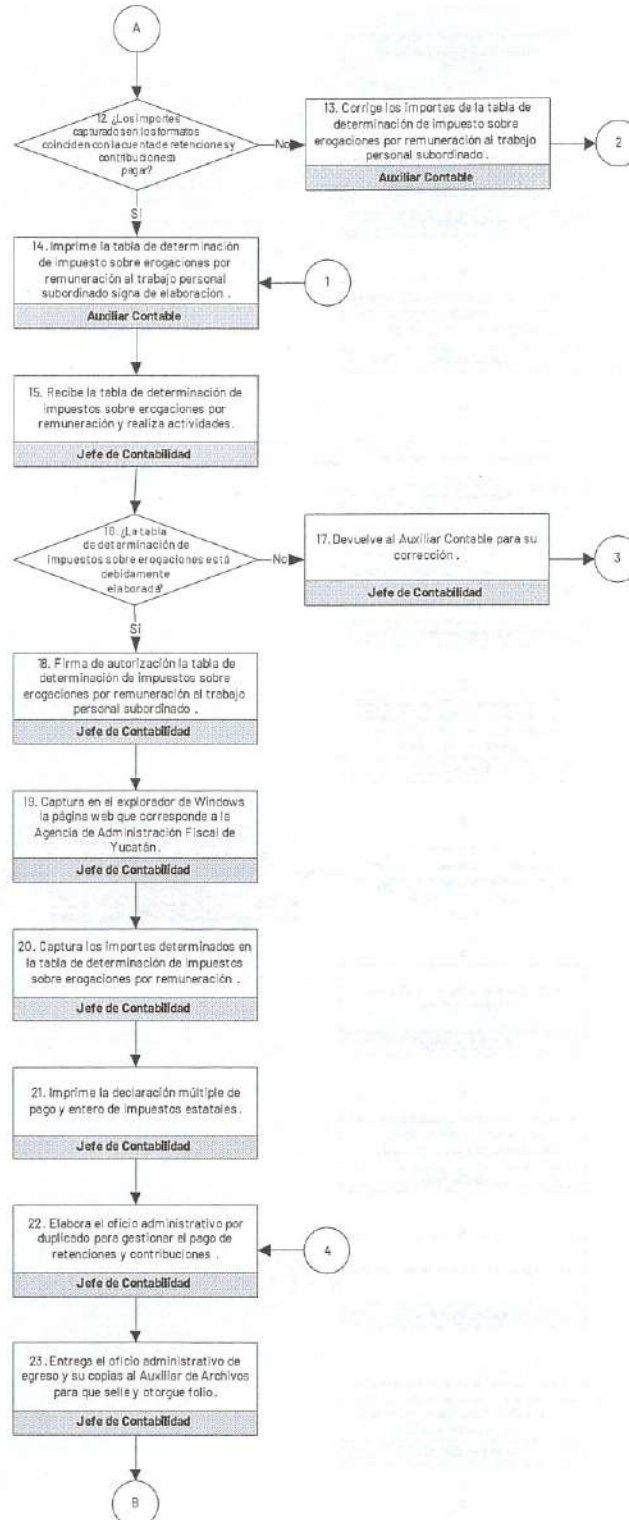 A
12. ¿Los importes
capturados en los formatos
coinciden con la cuenta de retenciones y
contribuciones a
pagar?
No
13. Corrige los importes de la tabla de
determinación de impuesto sobre
erogaciones por remuneración al trabajo
personal subordinado .
Auxiliar Contable
2
SÍ
14. Imprime la tabla de determinación
de impuesto sobre erogaciones por
remuneración al trabajo personal
subordinado signa de elaboración .
Auxiliar Contable
1
15. Recibe la tabla de determinación de
impuestos sobre erogaciones por
remuneración y realiza actividades.
Jefe de Contabilidad
16. ¿La tabla
de determinación de
impuestos sobre erogaciones está
debidamente
elaborada?
No
17. Devuelve al Auxiliar Contable para su
corrección .
Jefe de Contabilidad
3
SÍ
18. Firma de autorización la tabla de
determinación de impuestos sobre
erogaciones por remuneración al trabajo
personal subordinado .
Jefe de Contabilidad
19. Captura en el explorador de Windows
la página web que corresponde a la
Agencia de Administración Fiscal de
Yucatán.
Jefe de Contabilidad
20. Captura los importes determinados en
la tabla de determinación de impuestos
sobre erogaciones por remuneración .
Jefe de Contabilidad
21. Imprime la declaración múltiple de
pago y entero de impuestos estatales.
Jefe de Contabilidad
22. Elabora el oficio administrativo por
duplicado para gestionar el pago de
retenciones y contribuciones .
Jefe de Contabilidad
4
23. Entrega el oficio administrativo de
egreso y su copias al Auxiliar de Archivos
para que selle y otorgue folio.
Jefe de Contabilidad
B